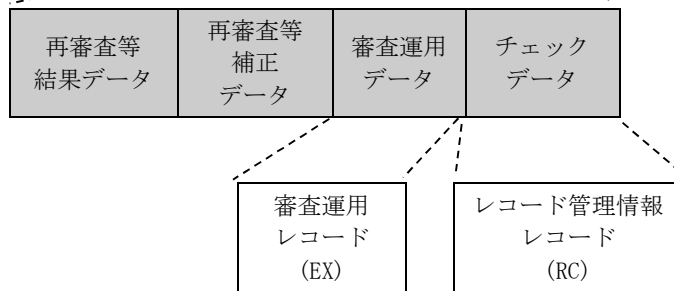 再審査等
結果データ
再審査等
補正
データ
審査運用
データ
チェック
データ
審査運用
レコード
(EX)
レコード管理情報
レコード
(RC)